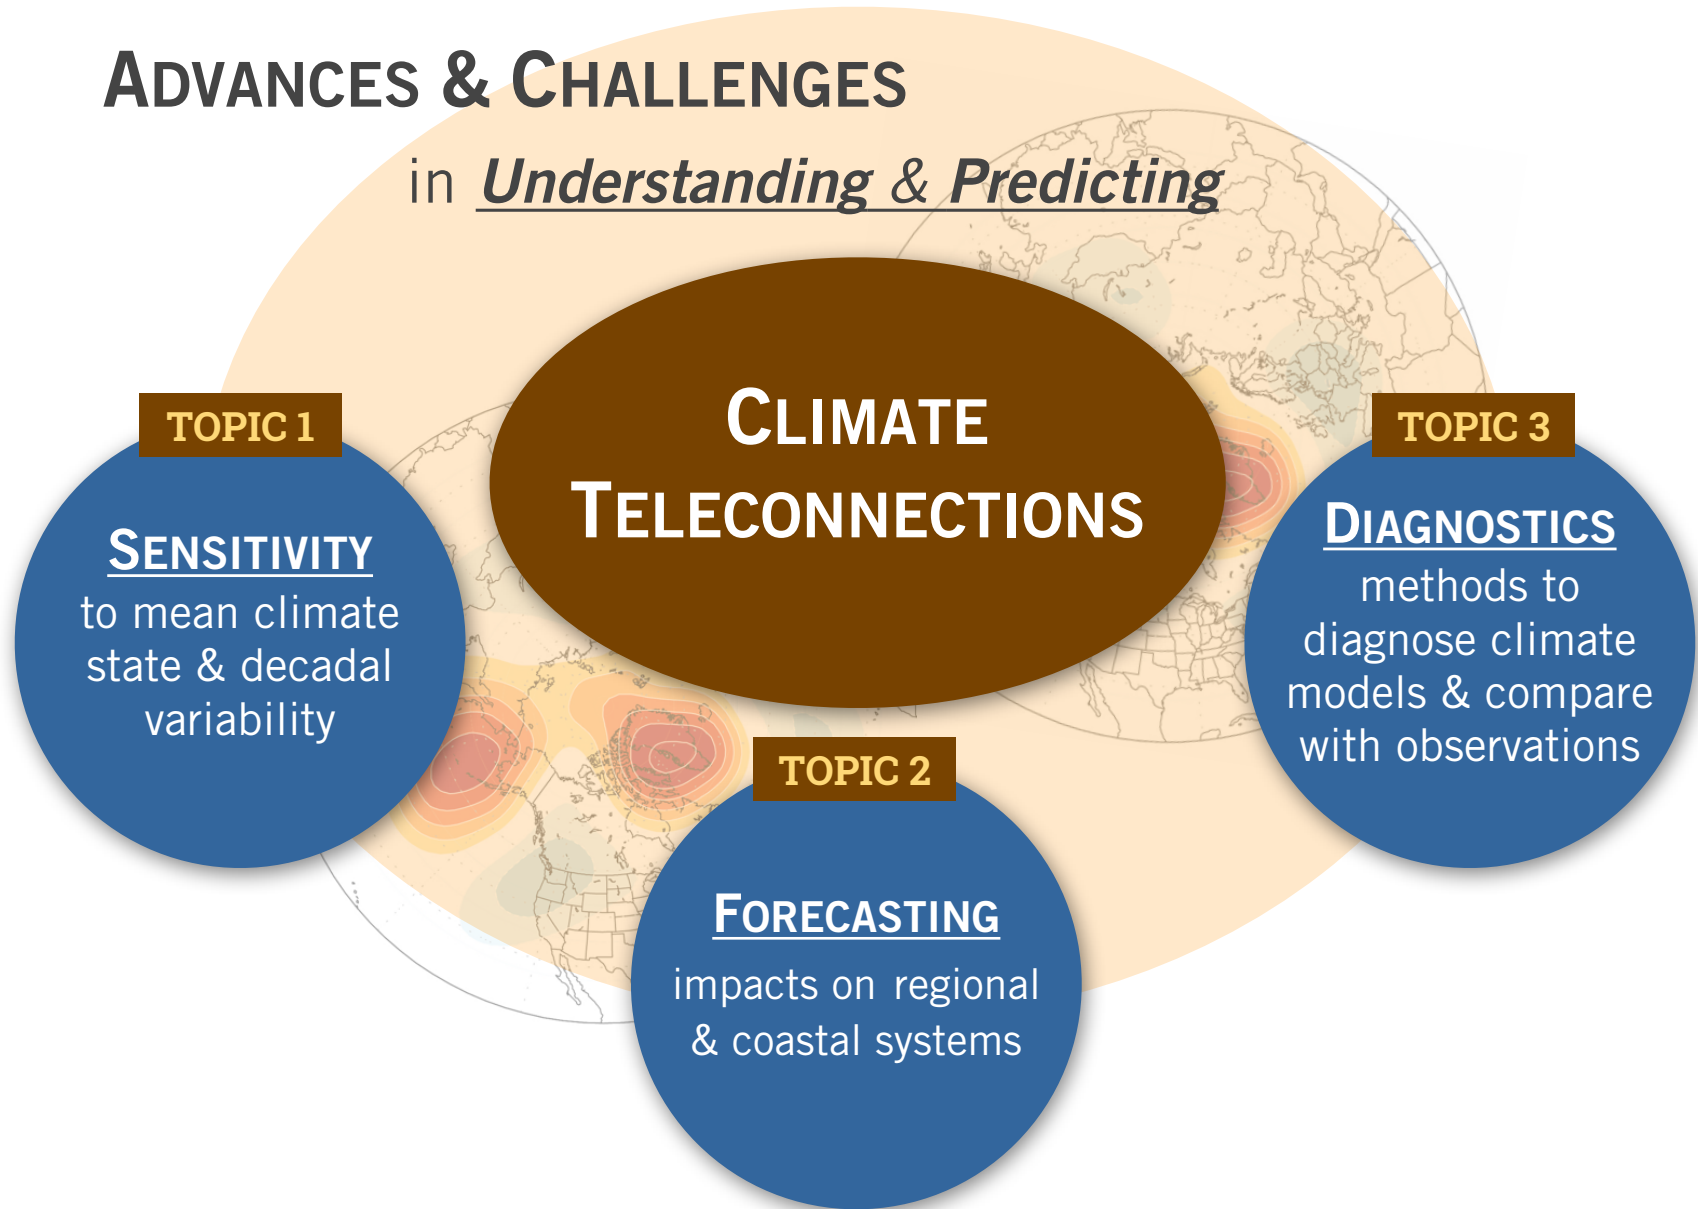 ADVANCES & CHALLENGES
in Understanding & Predicting
CLIMATE
TELECONNECTIONS
TOPIC 1
SENSITIVITY
to mean climate
state & decadal
variability
TOPIC 2
FORECASTING
impacts on regional
& coastal systems
TOPIC 3
DIAGNOSTICS
methods to
diagnose climate
models & compare
with observations